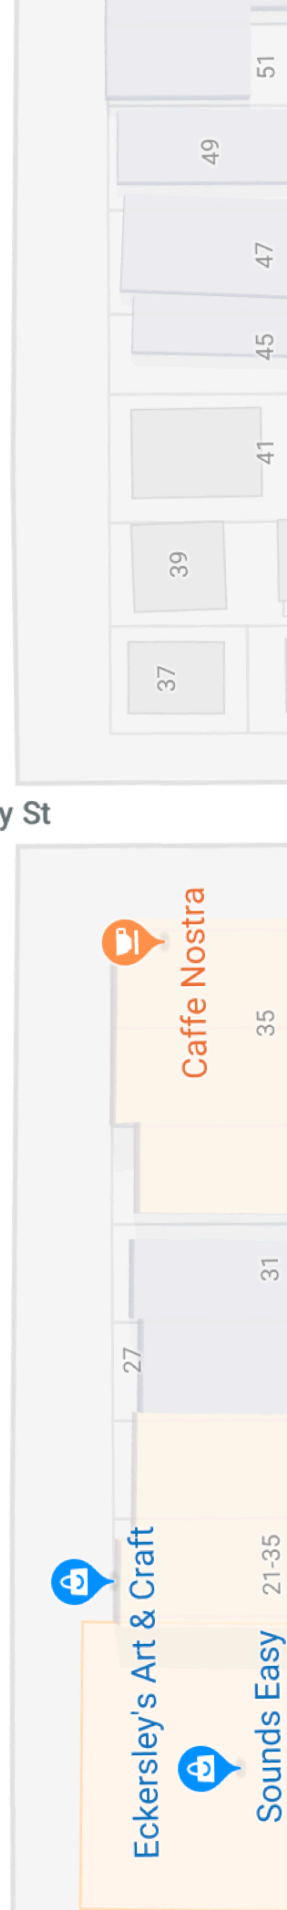 51
49
47
45
41
39
37
y St
Caffe Nostra
35
31
27
21-35
Eckersley's Art & Craft
Sounds Easy